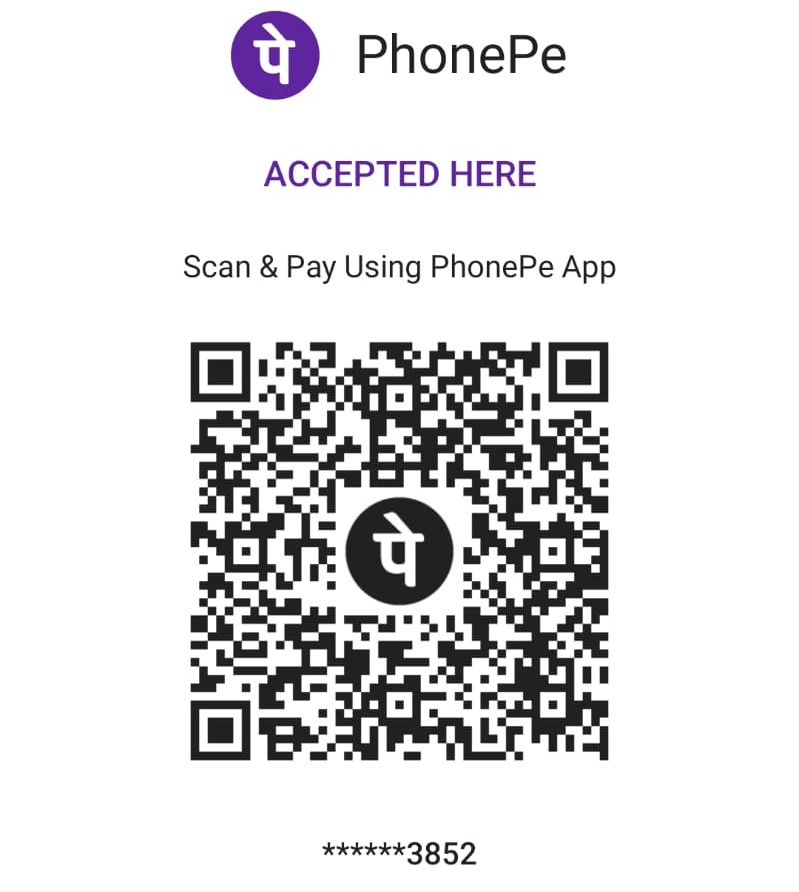 पे PhonePe
ACCEPTED HERE
Scan & Pay Using PhonePe App
पे
******3852